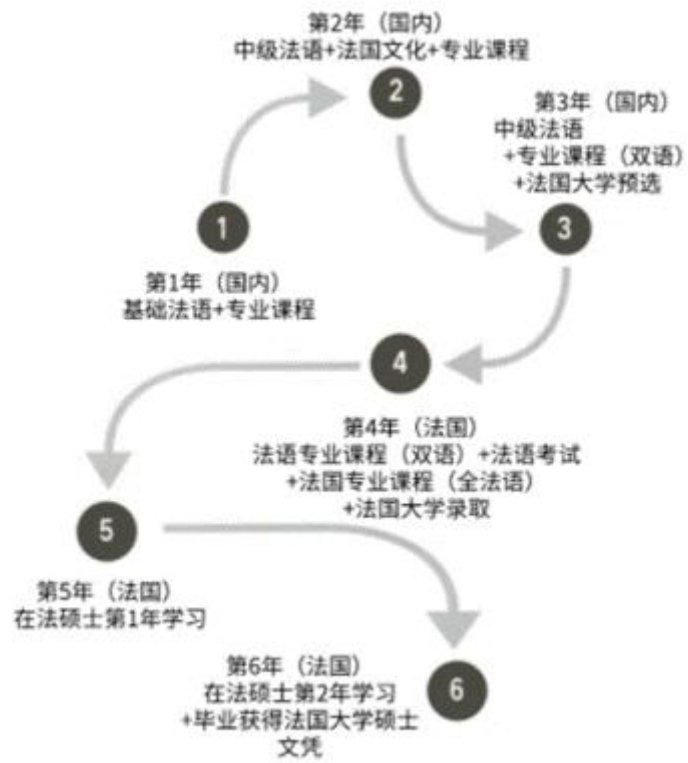 第2年（国内）
中级法语+法国文化+专业课程
2
第3年（国内）
中级法语
+专业课程（双语）
+法国大学预选
1
3
第1年（国内）
基础法语+专业课程
4
第4年（法国）
法语专业课程（双语）+法语考试
+法国专业课程（全法语）
+法国大学录取
5
第5年（法国）
在法硕士第1年学习
第6年（法国）
在法硕士第2年学习
+毕业获得法国大学硕士
文凭
6